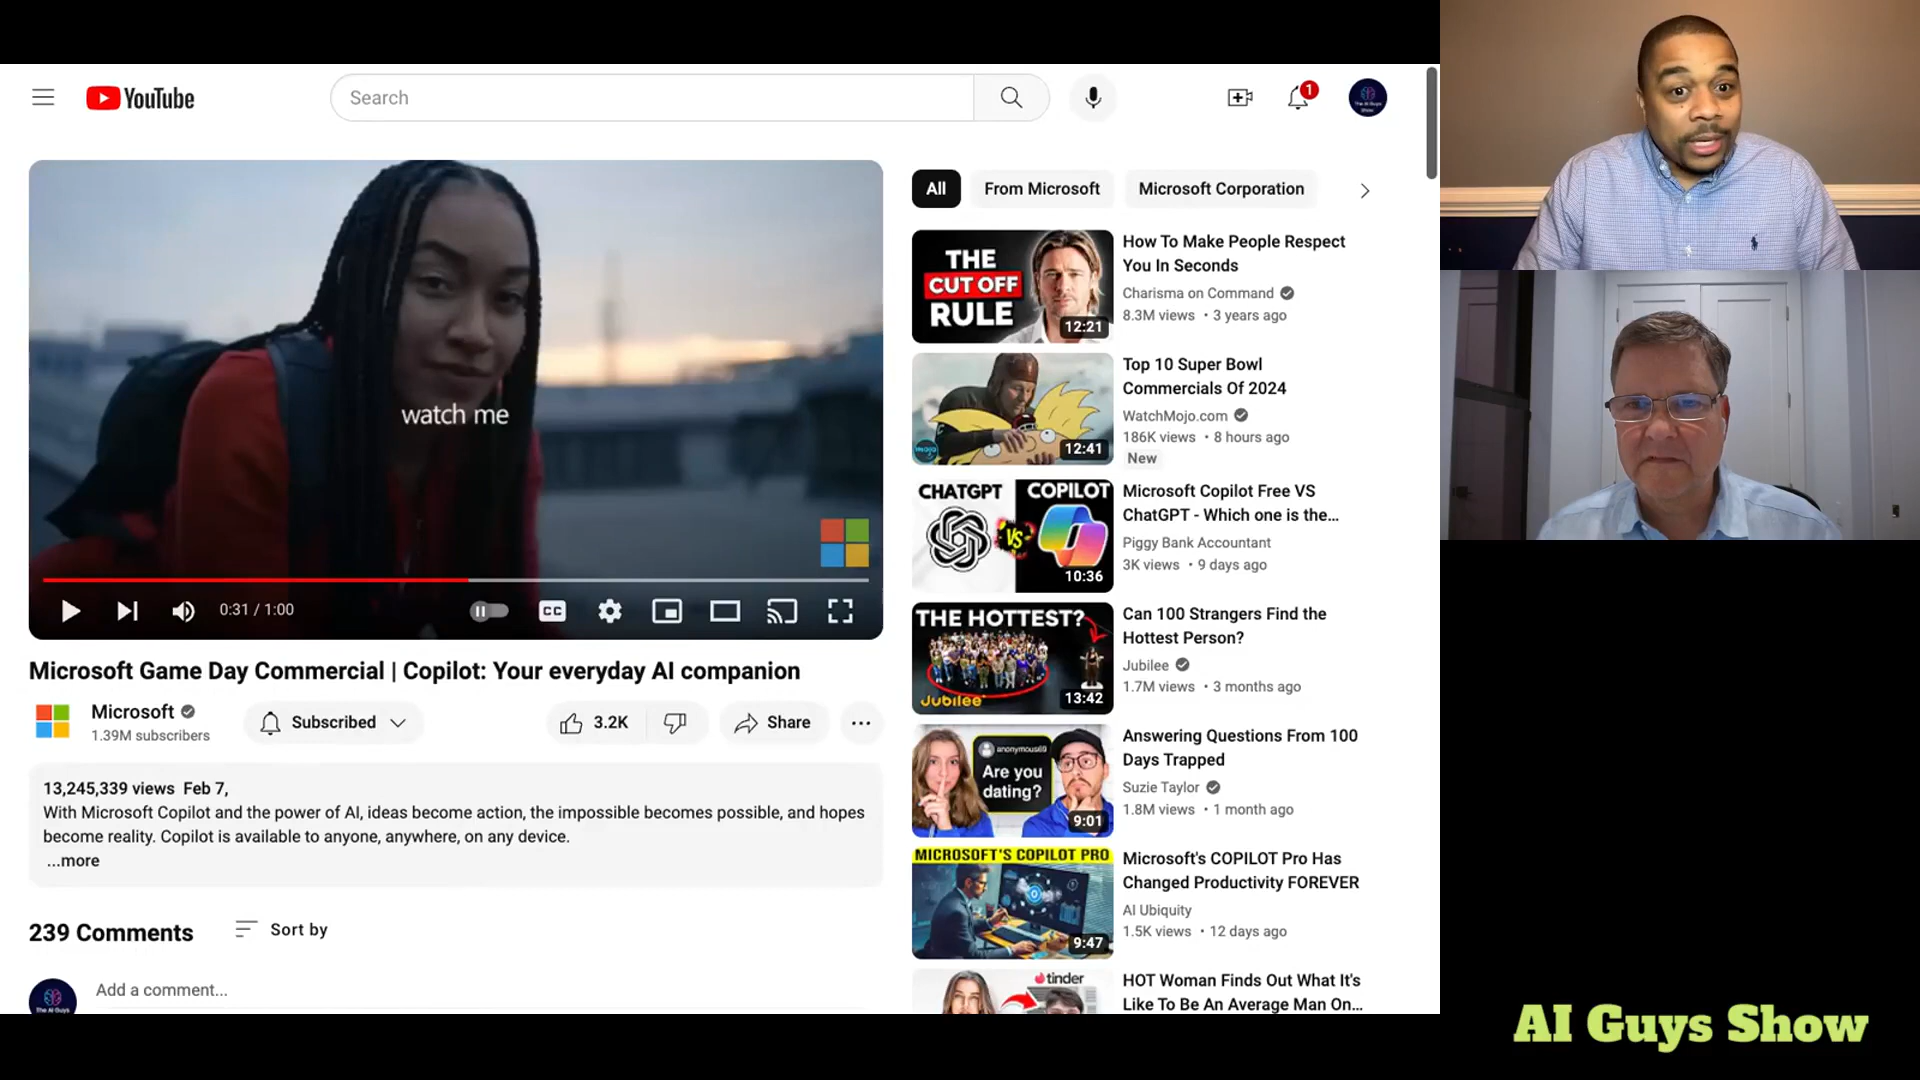 YouTube
Search
1
watch me
0:31 / 1:00
CC
Microsoft Game Day Commercial | Copilot: Your everyday AI companion
Microsoft
1.39M subscribers
Subscribed
3.2K
Share
13,245,339 views Feb 7,
With Microsoft Copilot and the power of AI, ideas become action, the impossible becomes possible, and hopes
become reality. Copilot is available to anyone, anywhere, on any device.
...more
239 Comments
Sort by
Add a comment...
The AI Guys
All
From Microsoft
Microsoft Corporation
THE
CUT OFF
RULE
12:21
How To Make People Respect
You In Seconds
Charisma on Command
8.3M views • 3 years ago
12:41
Top 10 Super Bowl
Commercials Of 2024
WatchMojo.com
186K views • 8 hours ago
New
CHATGPT
COPILOT
VS
10:36
Microsoft Copilot Free VS
ChatGPT - Which one is the...
Piggy Bank Accountant
3K views • 9 days ago
THE HOTTEST?
Jubilee
13:42
Can 100 Strangers Find the
Hottest Person?
Jubilee
1.7M views • 3 months ago
anonymous69
Are you
dating?
9:01
Answering Questions From 100
Days Trapped
Suzie Taylor
1.8M views • 1 month ago
MICROSOFT'S COPILOT PRO
9:47
Microsoft's COPILOT Pro Has
Changed Productivity FOREVER
AI Ubiquity
1.5K views • 12 days ago
tinder
HOT Woman Finds Out What It's
Like To Be An Average Man On...
AI Guys Show